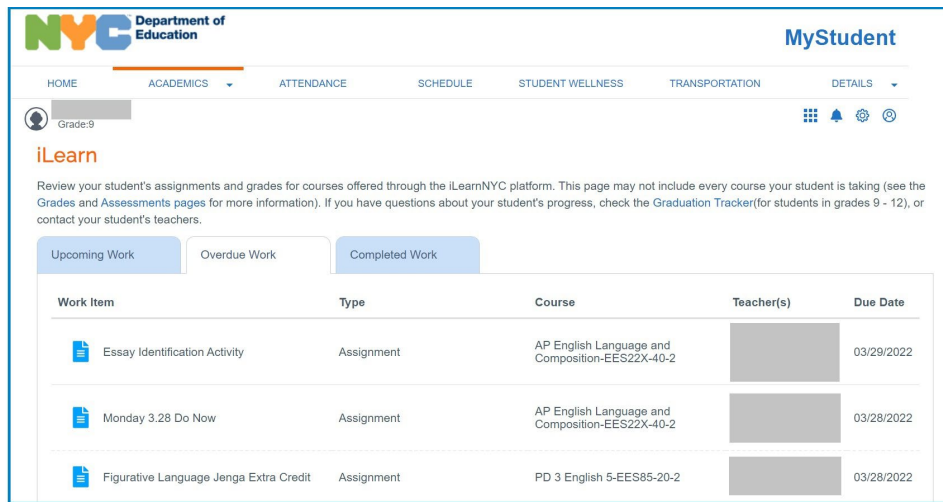 NYC Department of
Education
MyStudent
HOME ACADEMICS ATTENDANCE SCHEDULE STUDENT WELLNESS TRANSPORTATION DETAILS
Grade:9
iLearn
Review your student's assignments and grades for courses offered through the iLearnNYC platform. This page may not include every course your student is taking (see the
Grades and Assessments pages for more information). If you have questions about your student's progress, check the Graduation Tracker(for students in grades 9 - 12), or
contact your student's teachers.
Upcoming Work Overdue Work Completed Work
Work Item Type Course Teacher(s) Due Date
Essay Identification Activity Assignment AP English Language and
Composition-EES22X-40-2 03/29/2022
Monday 3.28 Do Now Assignment AP English Language and
Composition-EES22X-40-2 03/28/2022
Figurative Language Jenga Extra Credit Assignment PD 3 English 5-EES85-20-2 03/28/2022